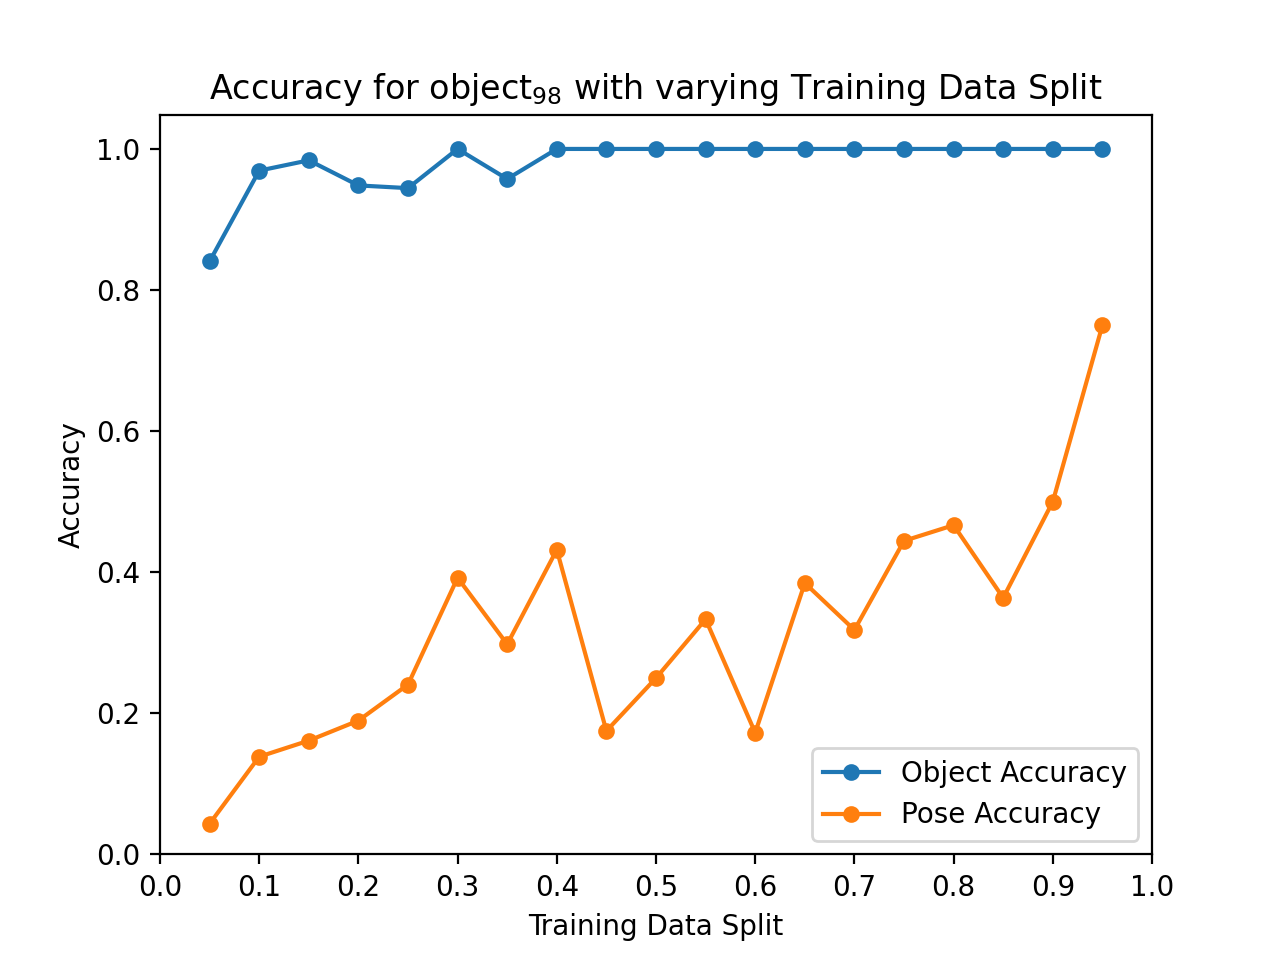 Accuracy for object₉₈ with varying Training Data Split
1.0
0.8
0.6
0.4
0.2
0.0
Accuracy
Object Accuracy
Pose Accuracy
0.0 0.1 0.2 0.3 0.4 0.5 0.6 0.7 0.8 0.9 1.0
Training Data Split